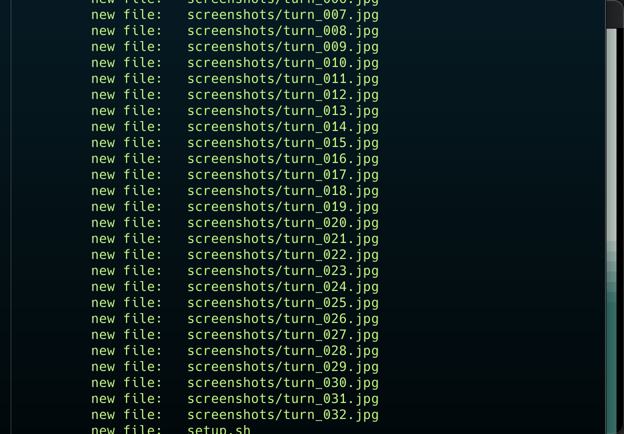 new file:   screenshots/turn_006.jpg
new file:   screenshots/turn_007.jpg
new file:   screenshots/turn_008.jpg
new file:   screenshots/turn_009.jpg
new file:   screenshots/turn_010.jpg
new file:   screenshots/turn_011.jpg
new file:   screenshots/turn_012.jpg
new file:   screenshots/turn_013.jpg
new file:   screenshots/turn_014.jpg
new file:   screenshots/turn_015.jpg
new file:   screenshots/turn_016.jpg
new file:   screenshots/turn_017.jpg
new file:   screenshots/turn_018.jpg
new file:   screenshots/turn_019.jpg
new file:   screenshots/turn_020.jpg
new file:   screenshots/turn_021.jpg
new file:   screenshots/turn_022.jpg
new file:   screenshots/turn_023.jpg
new file:   screenshots/turn_024.jpg
new file:   screenshots/turn_025.jpg
new file:   screenshots/turn_026.jpg
new file:   screenshots/turn_027.jpg
new file:   screenshots/turn_028.jpg
new file:   screenshots/turn_029.jpg
new file:   screenshots/turn_030.jpg
new file:   screenshots/turn_031.jpg
new file:   screenshots/turn_032.jpg
new file:   setup.sh